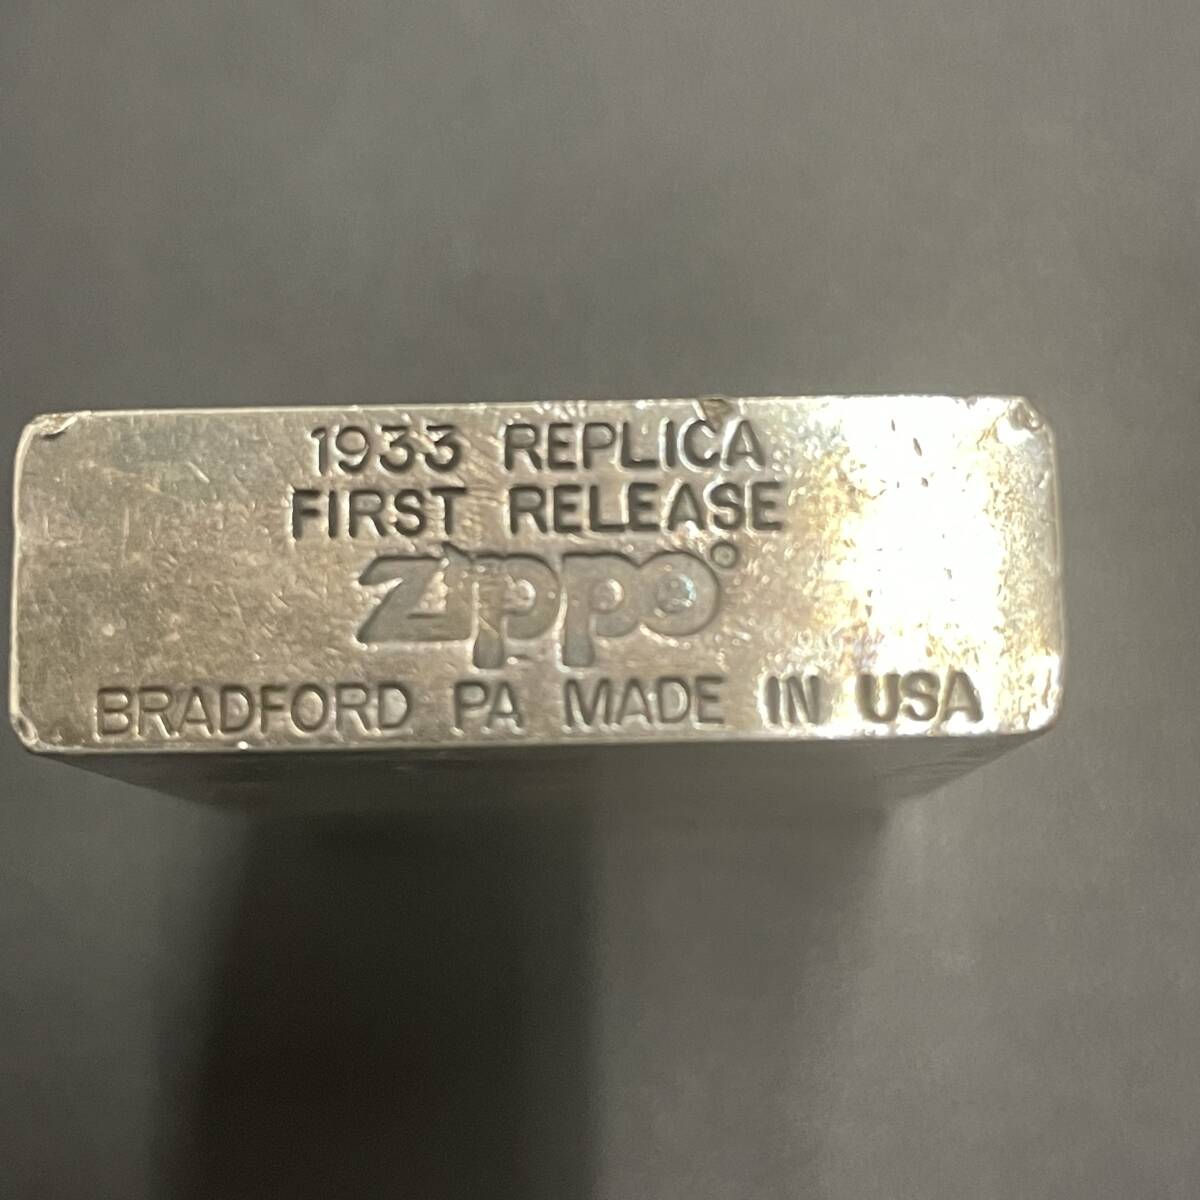 1933 REPLICA
FIRST RELEASE
zippo®
BRADFORD PA MADE IN USA